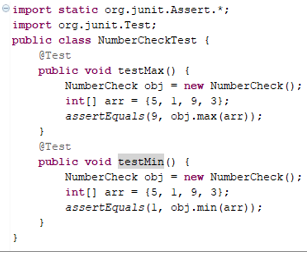 import static org.junit.Assert.*;
import org.junit.Test;
public class NumberCheckTest {
    @Test
    public void testMax() {
        NumberCheck obj = new NumberCheck();
        int[] arr = {5, 1, 9, 3};
        assertEquals(9, obj.max(arr));
    }
    @Test
    public void testMin() {
        NumberCheck obj = new NumberCheck();
        int[] arr = {5, 1, 9, 3};
        assertEquals(1, obj.min(arr));
    }
}